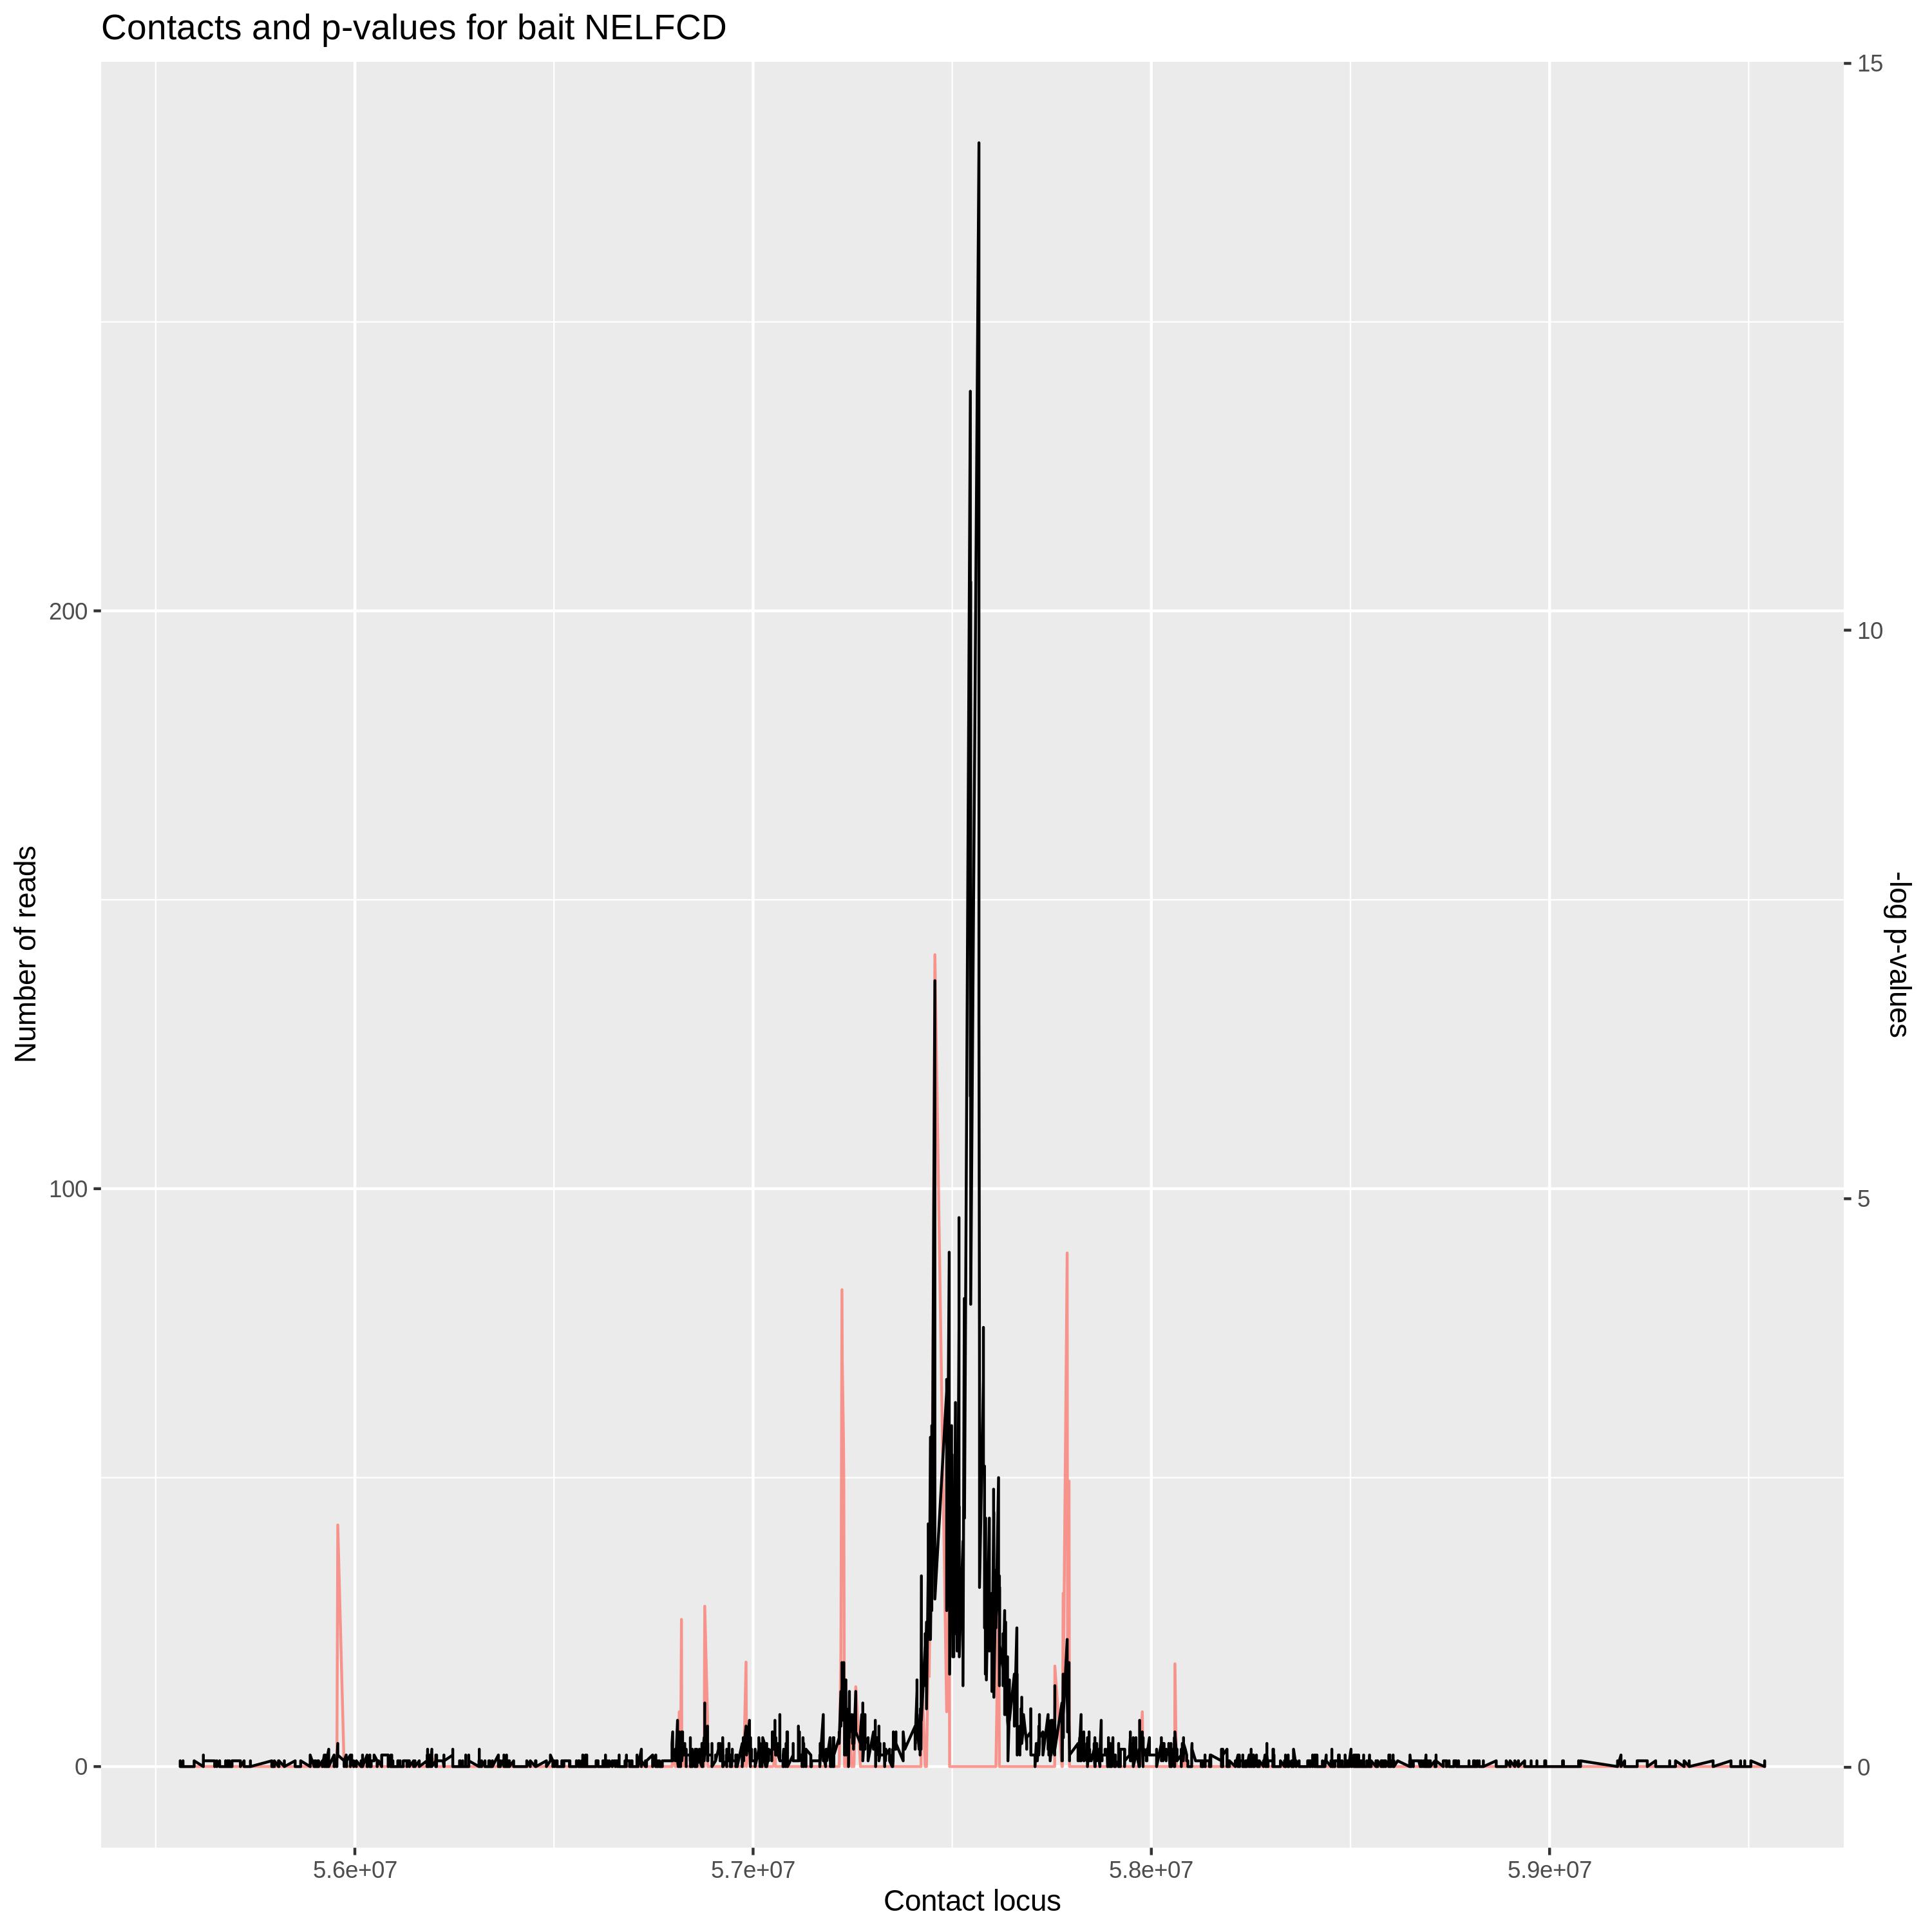 Contacts and p-values for bait NELFCD
15
200
10
Number of reads
-log p-values
100
5
0
0
5.6e+07
5.7e+07
5.8e+07
5.9e+07
Contact locus